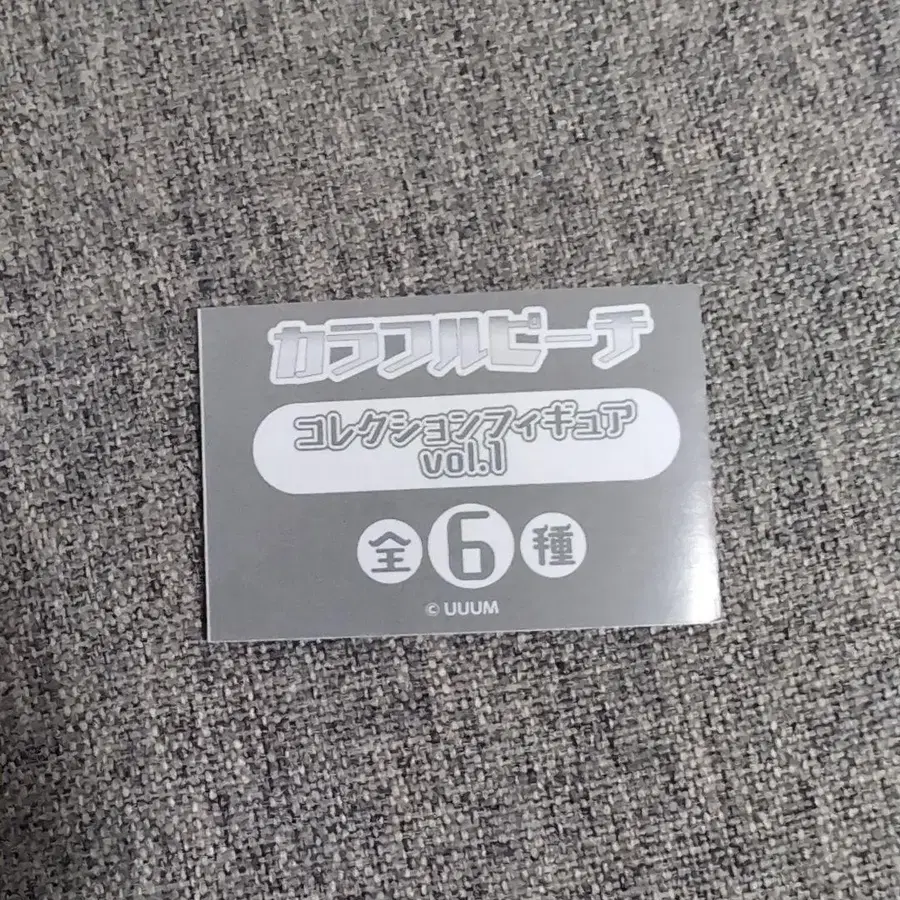 カラフルピーチ
コレクションフィギュア
vol.1
全6種
© UUUM